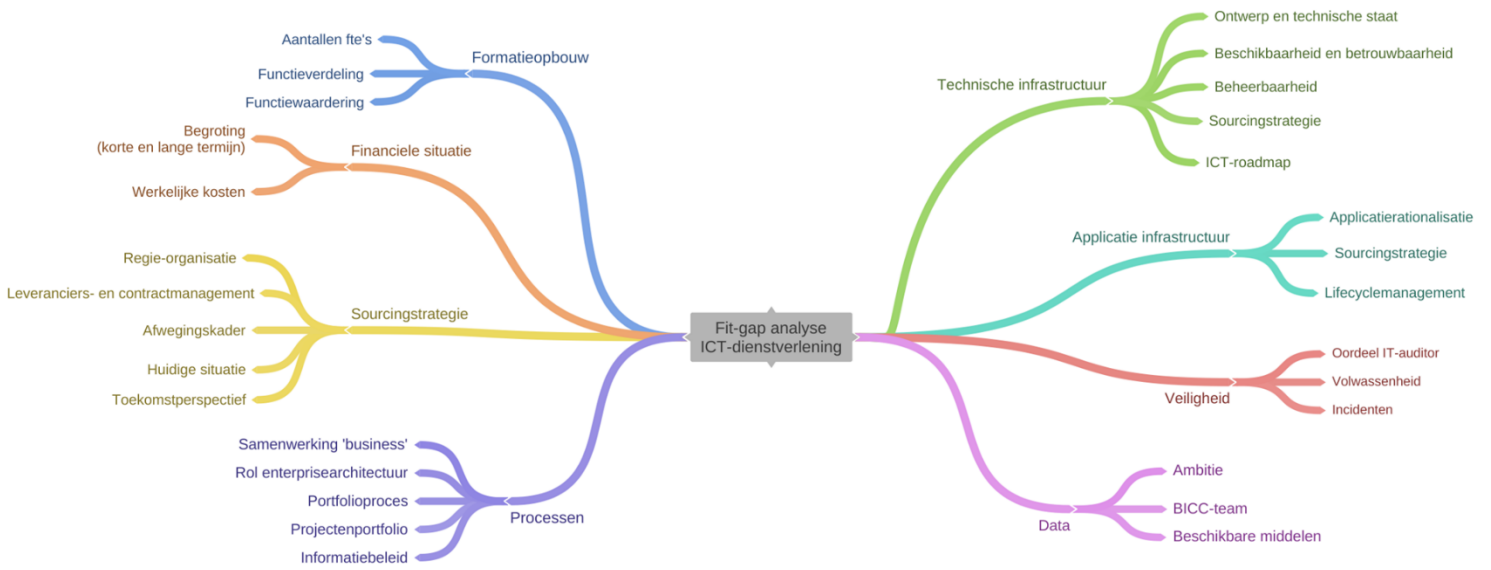 Fit-gap analyse
ICT-dienstverlening
Formatieopbouw
Aantallen fte's
Functieverdeling
Functiewaardering
Financiele situatie
Begroting
(korte en lange termijn)
Werkelijke kosten
Sourcingstrategie
Regie-organisatie
Leveranciers- en contractmanagement
Afwegingskader
Huidige situatie
Toekomstperspectief
Processen
Samenwerking 'business'
Rol enterprisearchitectuur
Portfolioproces
Projectenportfolio
Informatiebeleid
Technische infrastructuur
Ontwerp en technische staat
Beschikbaarheid en betrouwbaarheid
Beheerbaarheid
Sourcingstrategie
ICT-roadmap
Applicatie infrastructuur
Applicatierationalisatie
Sourcingstrategie
Lifecyclemanagement
Veiligheid
Oordeel IT-auditor
Volwassenheid
Incidenten
Data
Ambitie
BICC-team
Beschikbare middelen